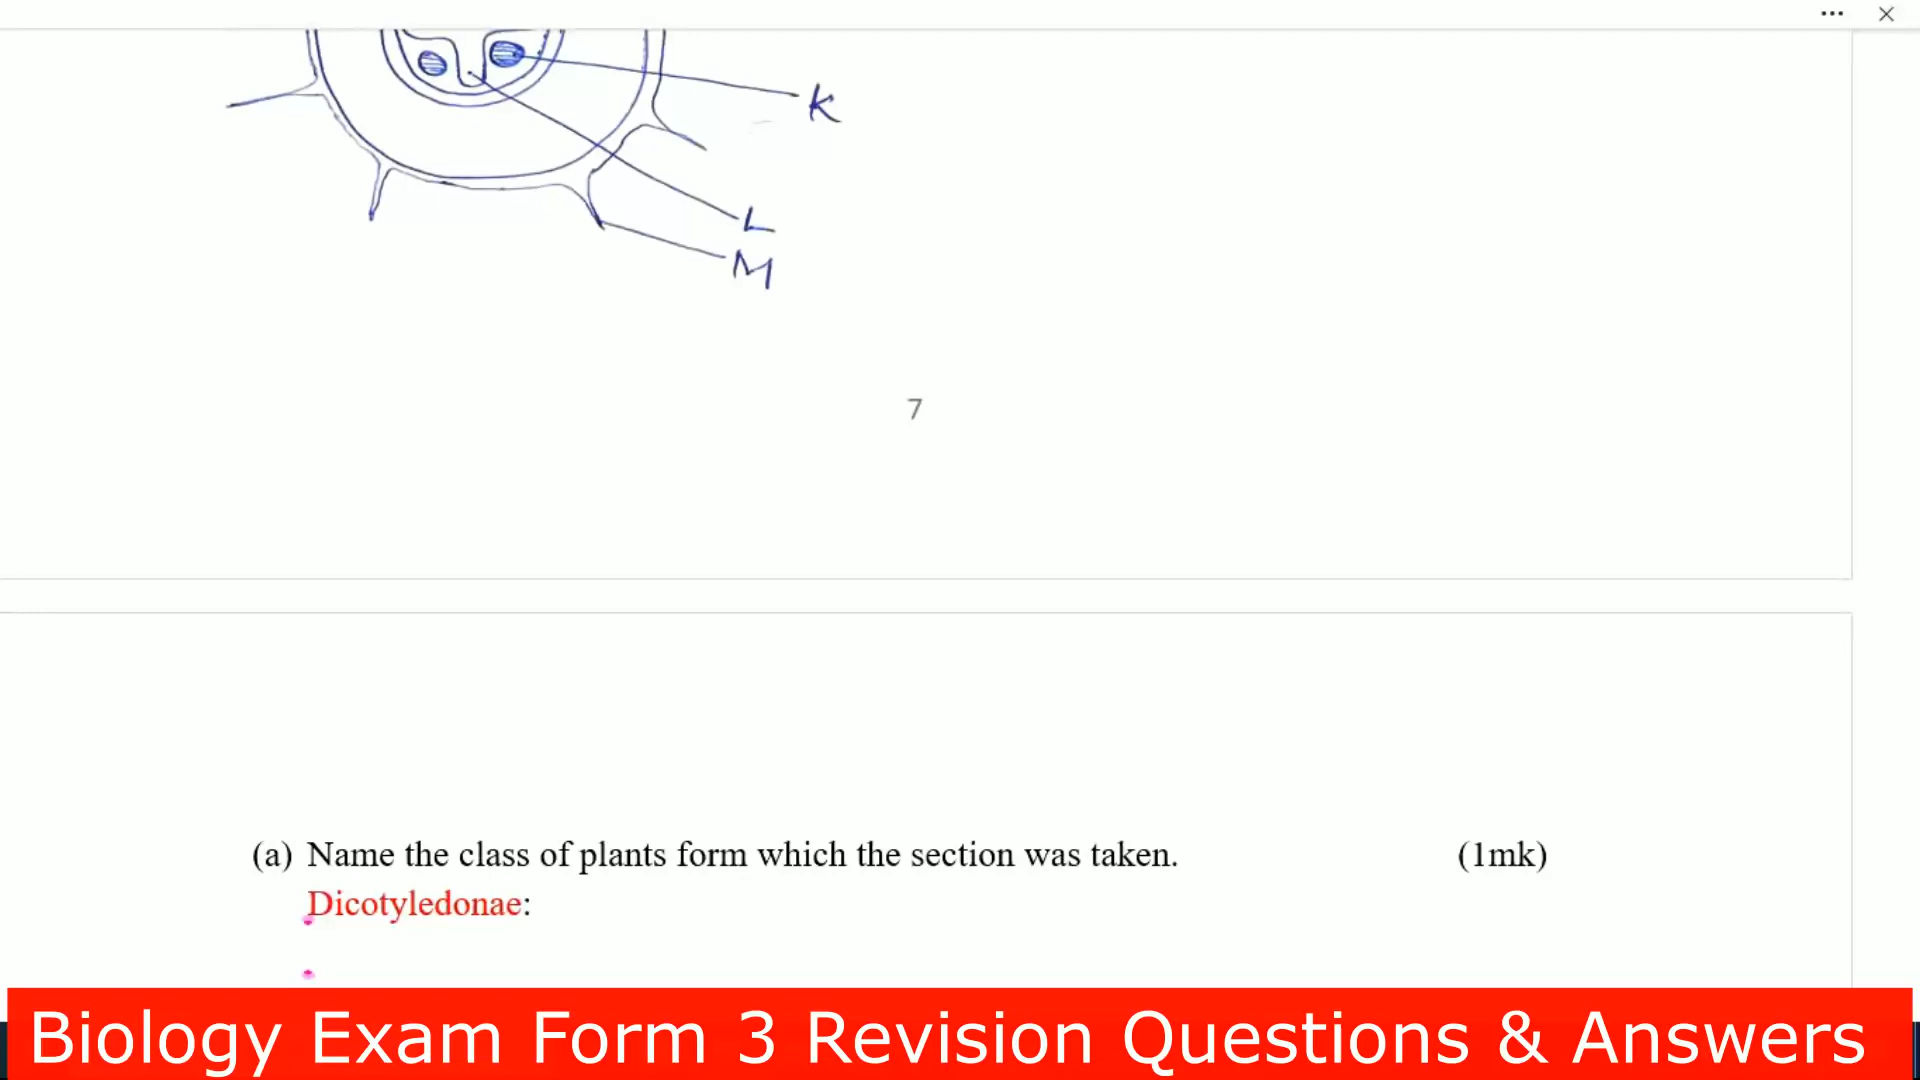 K
L
M
7
(a) Name the class of plants form which the section was taken. (1mk)
Dicotyledonae:
Biology Exam Form 3 Revision Questions & Answers